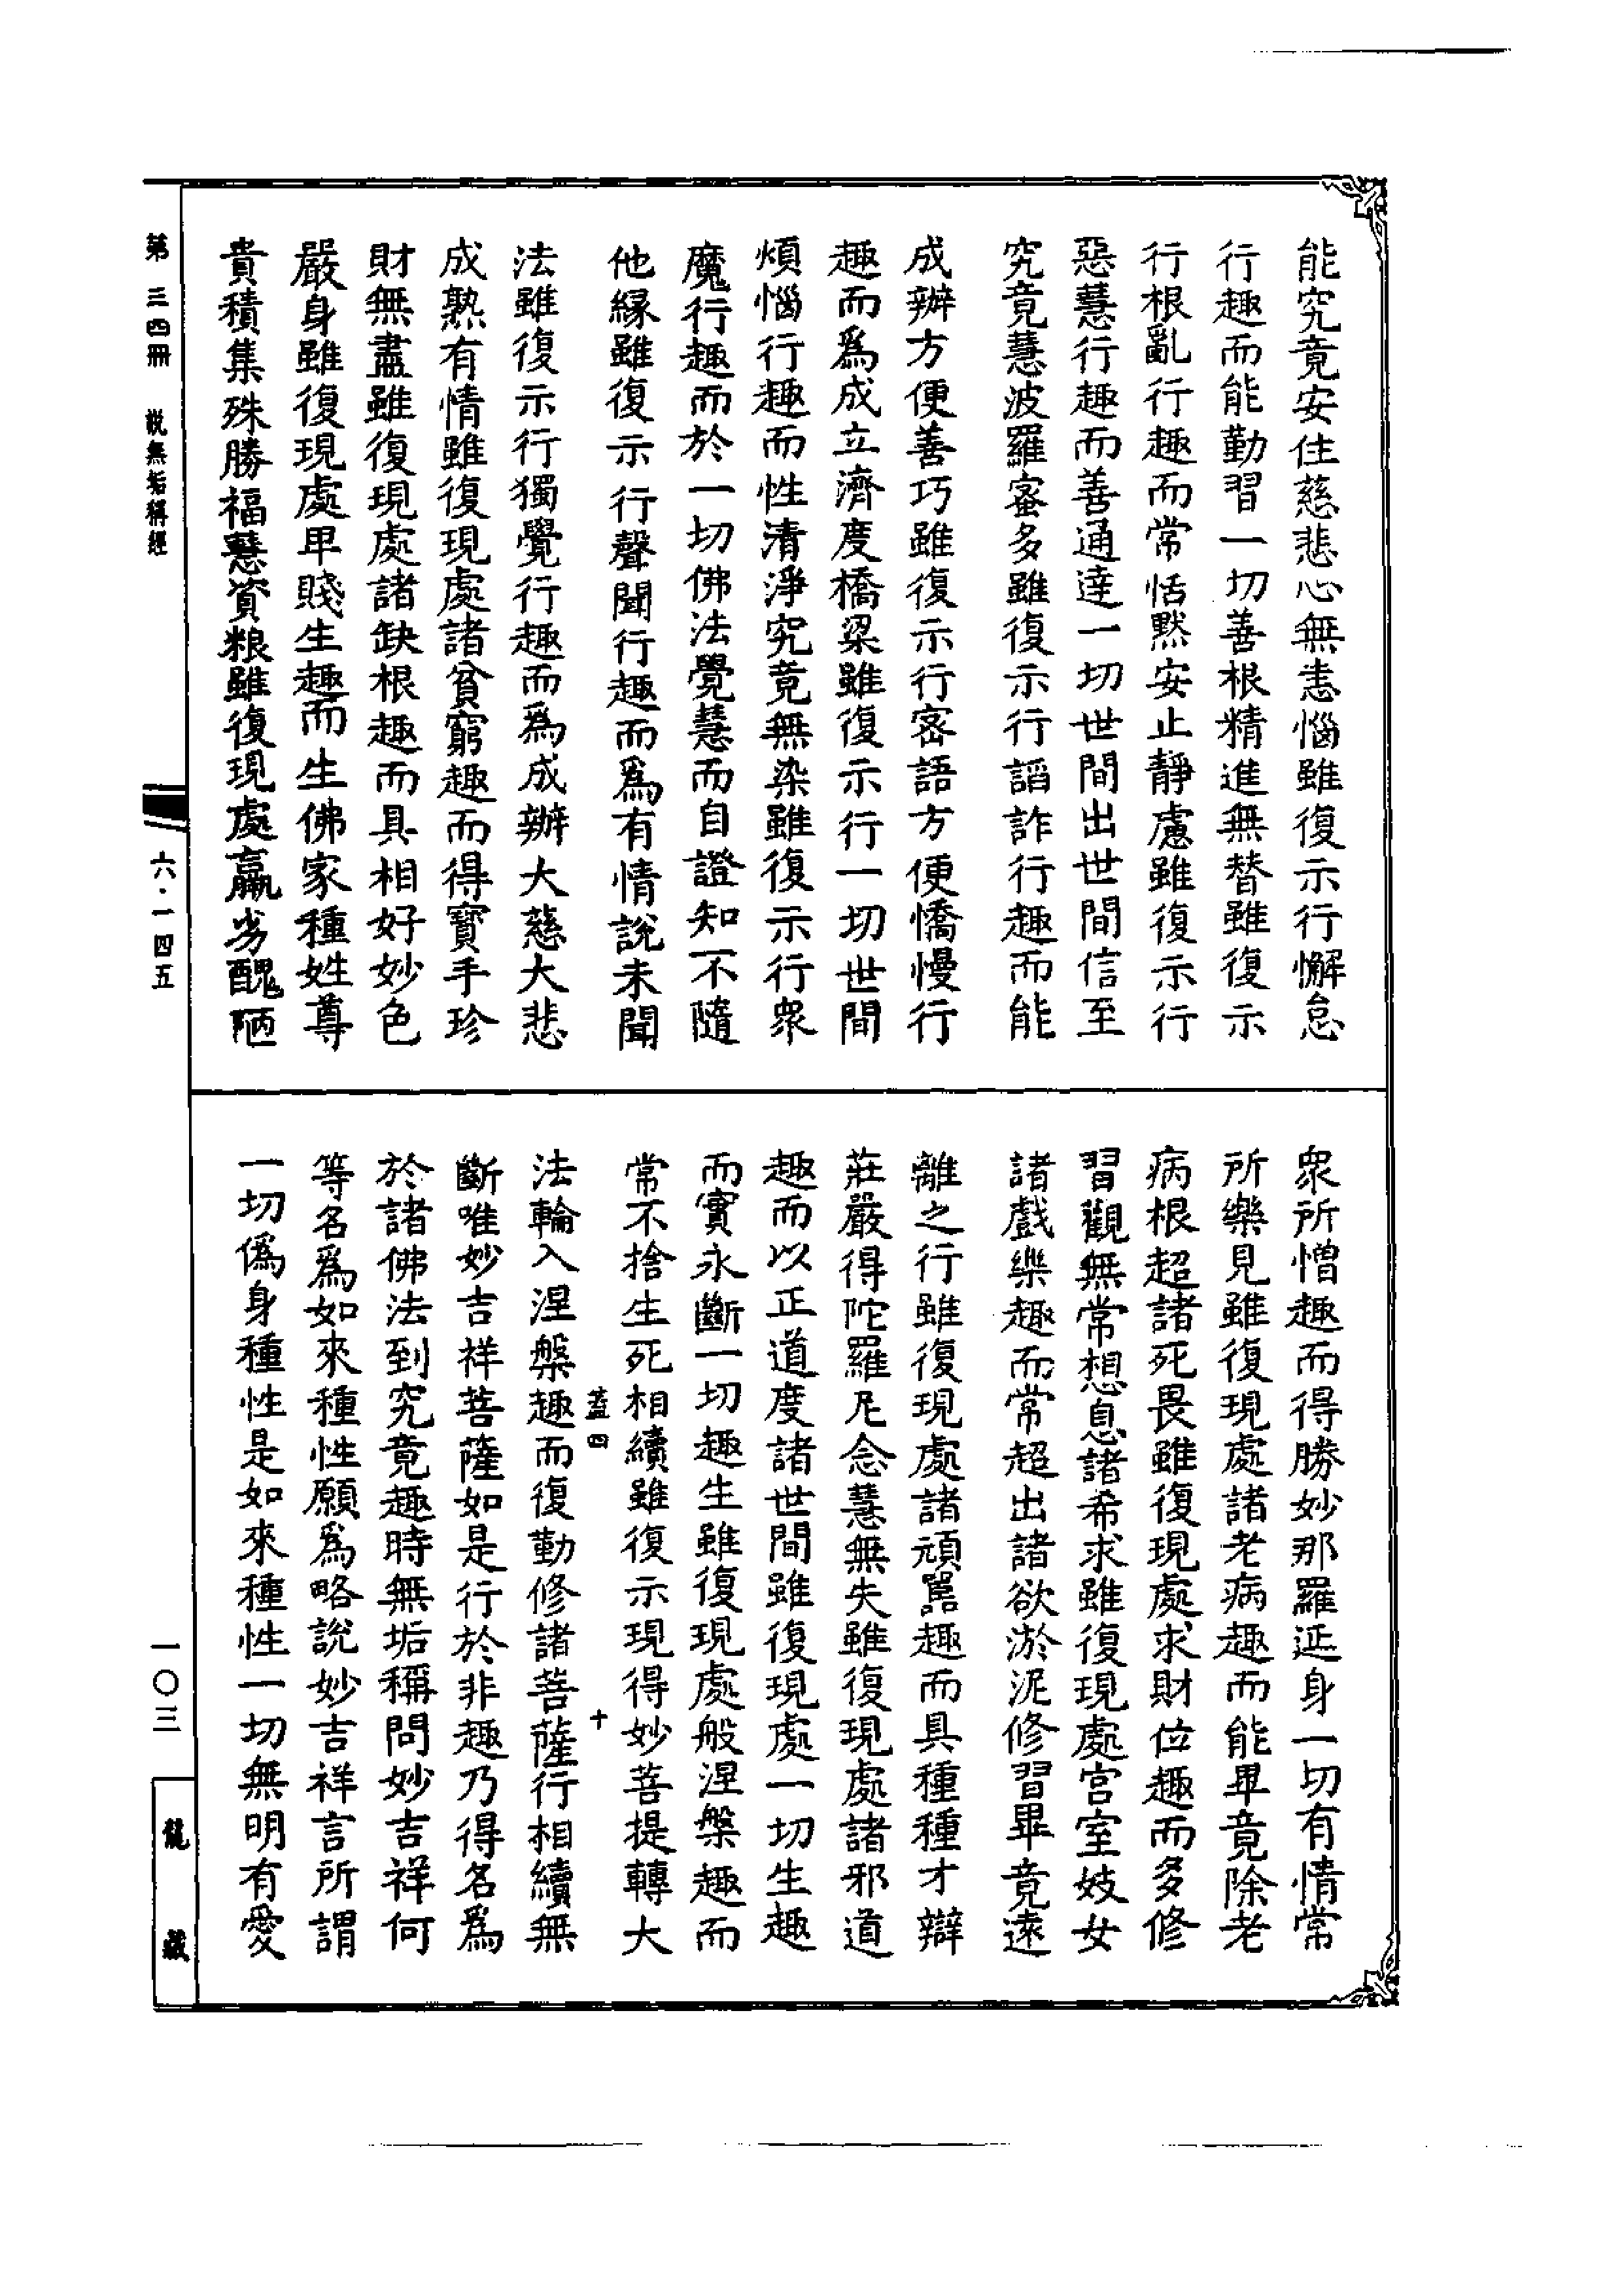 能究竟安住慈悲心無恚惱雖復示行懈怠
行趣而能勤習一切善根精進無替雖復示
行根亂行趣而常恬默安止靜慮雖復示行
惡慧行趣而善通達一切世間出世間信至
究竟慧波羅蜜多雖復示行諂詐行趣而能
成辦方便善巧雖復示行密語方便憍慢行
趣而爲成立濟度橋梁雖復示行一切世間
煩惱行趣而性清淨究竟無染雖復示行衆
魔行趣而於一切佛法覺慧而自證知不隨
他緣雖復示行聲聞行趣而爲有情說未聞
法雖復示行獨覺行趣而爲成辦大慈大悲
成熟有情雖復現處諸貧窮趣而得寶手珍
財無盡雖復現處諸缺根趣而具相好妙色
嚴身雖復現處卑賤生趣而生佛家種姓尊
貴積集殊勝福慧資粮雖復現處羸劣醜陋
衆所憎趣而得勝妙那羅延身一切有情常
所樂見雖復現處諸老病趣而能畢竟除老
病根超諸死畏雖復現處求財位趣而多修
習觀無常想息諸希求雖復現處宮室妓女
諸戲樂趣而常超出諸欲淤泥修習畢竟遠
離之行雖復現處諸頑嚚趣而具種種才辯
莊嚴得陀羅尼念慧無失雖復現處諸邪道
趣而以正道度諸世間雖復現處一切生趣
而實永斷一切趣生雖復現處般涅槃趣而
常不捨生死相續雖復示現得妙菩提轉大
葢四 十
法輪入涅槃趣而復勤修諸菩薩行相續無
斷唯妙吉祥菩薩如是行於非趣乃得名爲
於諸佛法到究竟趣時無垢稱問妙吉祥何
等名爲如來種性願爲略說妙吉祥言所謂
一切僞身種性是如來種性一切無明有愛
第三四冊 說無垢稱經
六·一四五
一〇三
龍藏